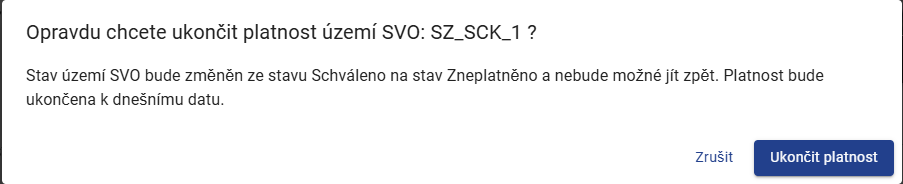 Opravdu chcete ukončit platnost území SVO: SZ_SCK_1 ?
Stav území SVO bude změněn ze stavu Schváleno na stav Zneplatněno a nebude možné jít zpět. Platnost bude
ukončena k dnešnímu datu.
Zrušit
Ukončit platnost